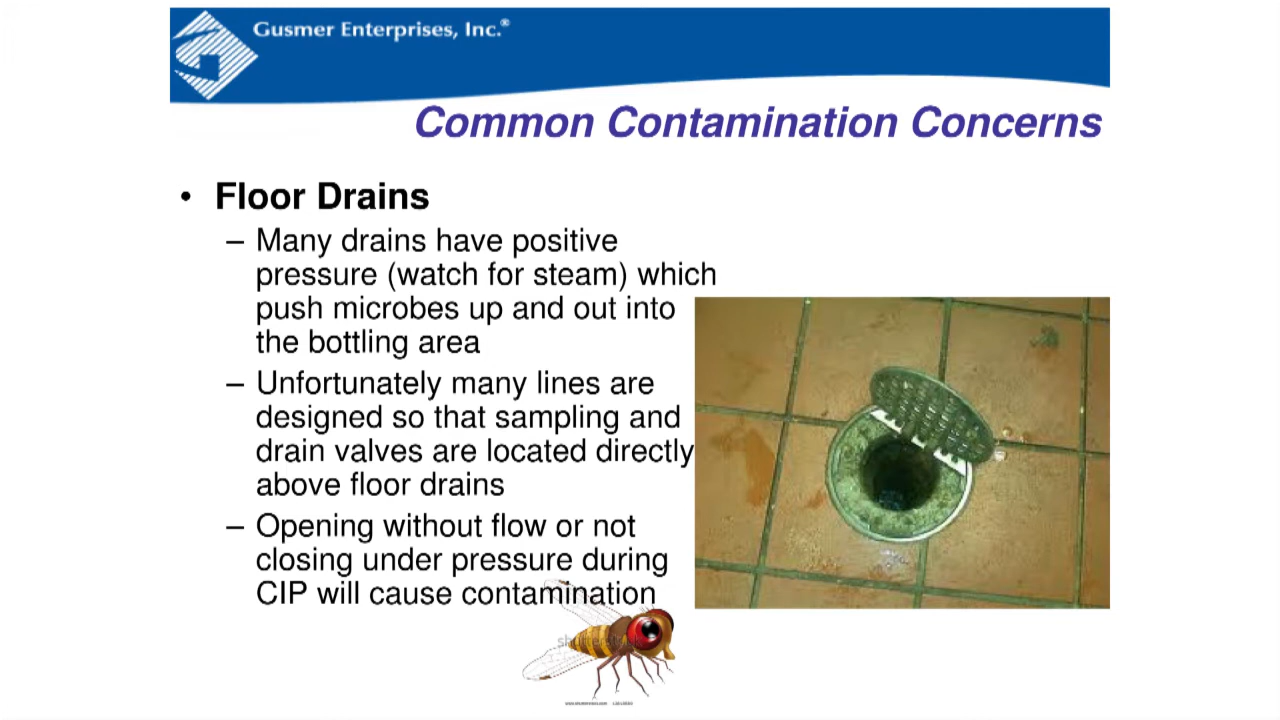 Gusmer Enterprises, Inc.®
Common Contamination Concerns
• Floor Drains
– Many drains have positive
pressure (watch for steam) which
push microbes up and out into
the bottling area
– Unfortunately many lines are
designed so that sampling and
drain valves are located directly
above floor drains
– Opening without flow or not
closing under pressure during
CIP will cause contamination